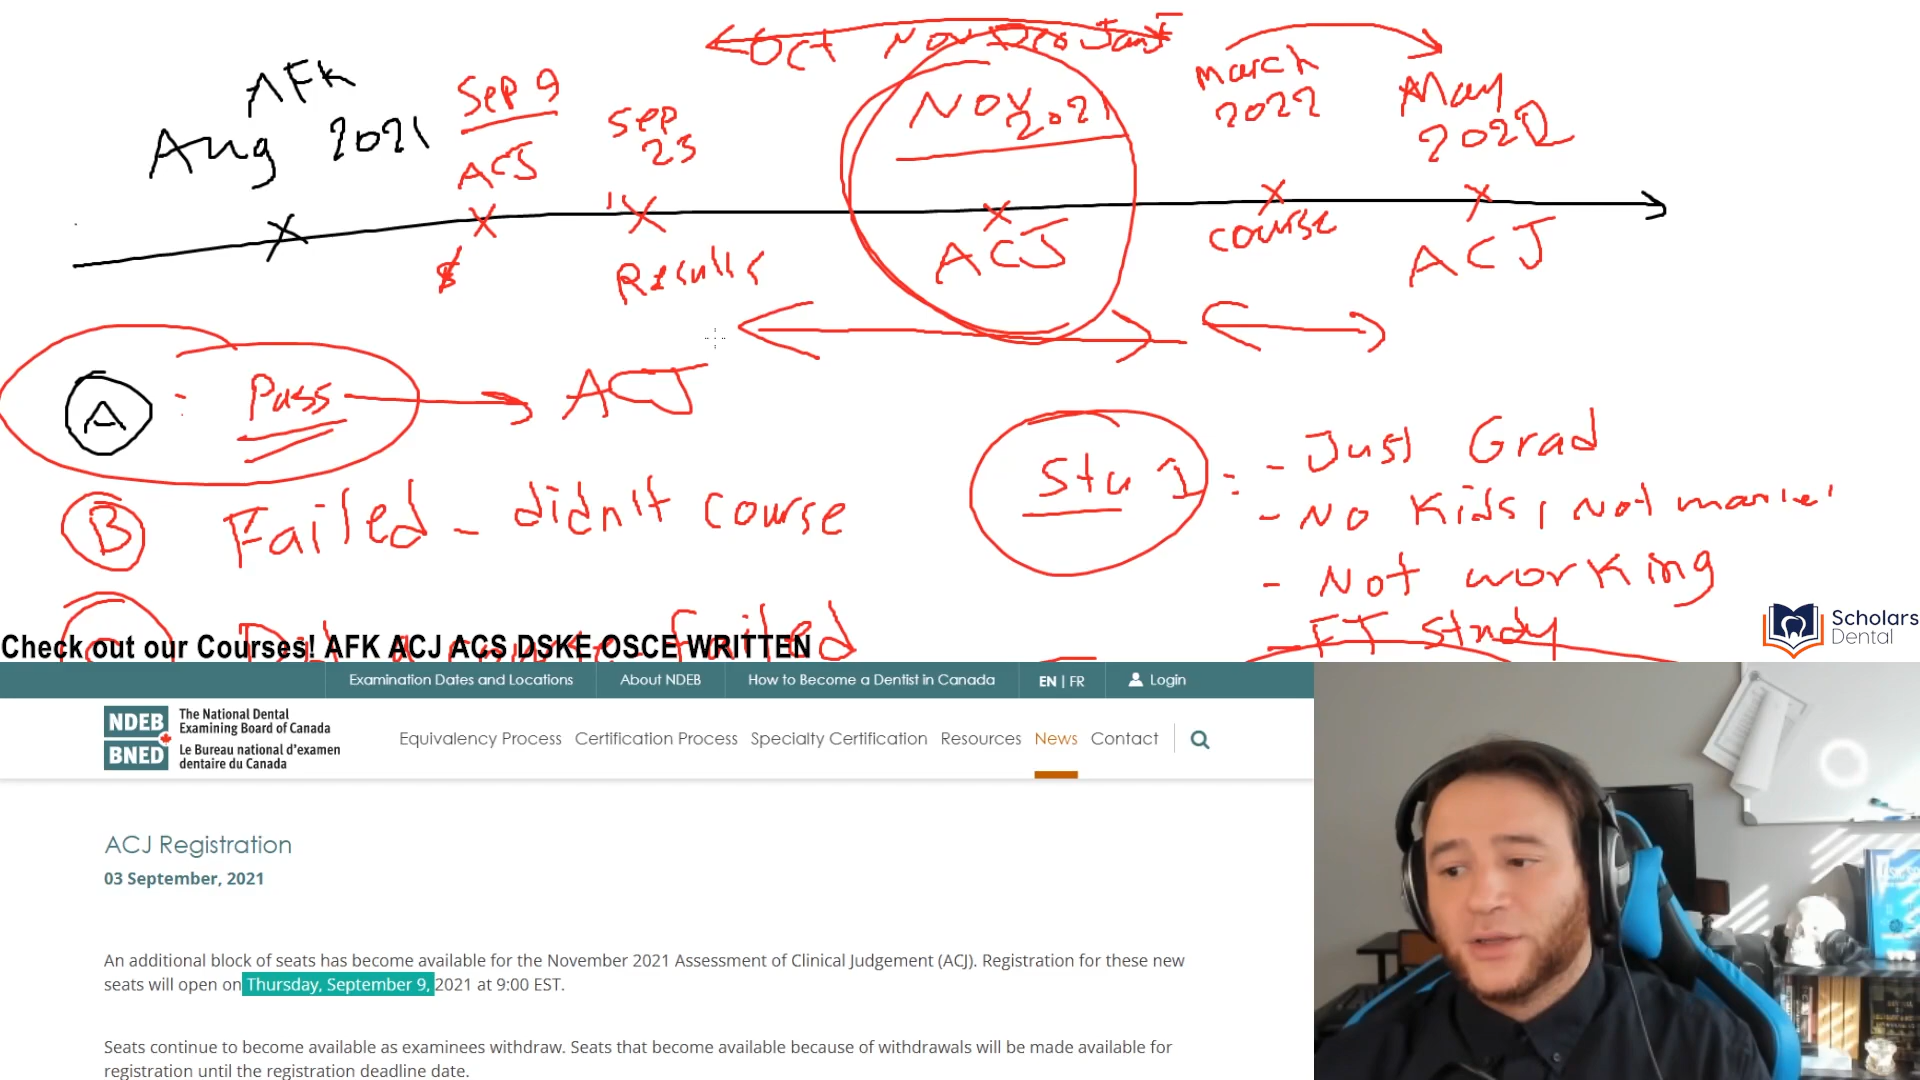 Oct Nov Dec Jan
AFK
Aug 2021
Sep 9
ACJ
$
Sep
23
Results
Nov
2021
ACJ
March
2022
course
May
2022
ACJ
A : Pass ACJ
B Failed - didn't course
Failed
Stu 1 : - Just Grad
- No Kids, Not
- Not working
- FT study
Check out our Courses! AFK ACJ ACS DSKE OSCE WRITTEN
Scholars
Dental
Examination Dates and Locations About NDEB How to Become a Dentist in Canada EN | FR Login
NDEB
BNED
The National Dental
Examining Board of Canada
Le Bureau national d'examen
dentaire du Canada
Equivalency Process Certification Process Specialty Certification Resources News Contact
ACJ Registration
03 September, 2021
An additional block of seats has become available for the November 2021 Assessment of Clinical Judgement (ACJ). Registration for these new
seats will open on Thursday, September 9, 2021 at 9:00 EST.
Seats continue to become available as examinees withdraw. Seats that become available because of withdrawals will be made available for
registration until the registration deadline date.